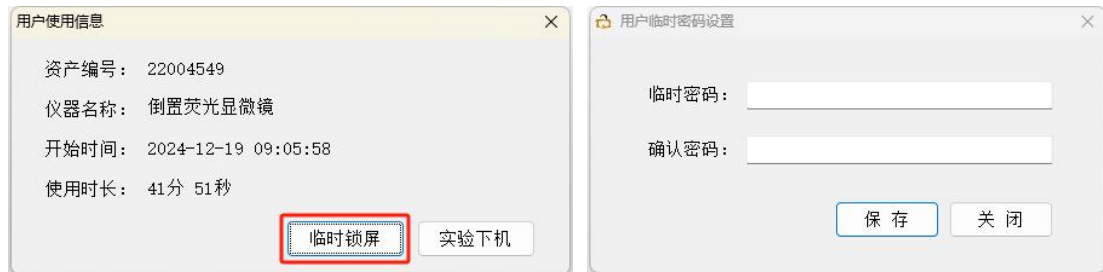 用户使用信息
资产编号： 22004549
仪器名称： 倒置荧光显微镜
开始时间： 2024-12-19 09:05:58
使用时长： 41分 51秒
临时锁屏 实验下机
用户临时密码设置
临时密码：
确认密码：
保 存 关 闭